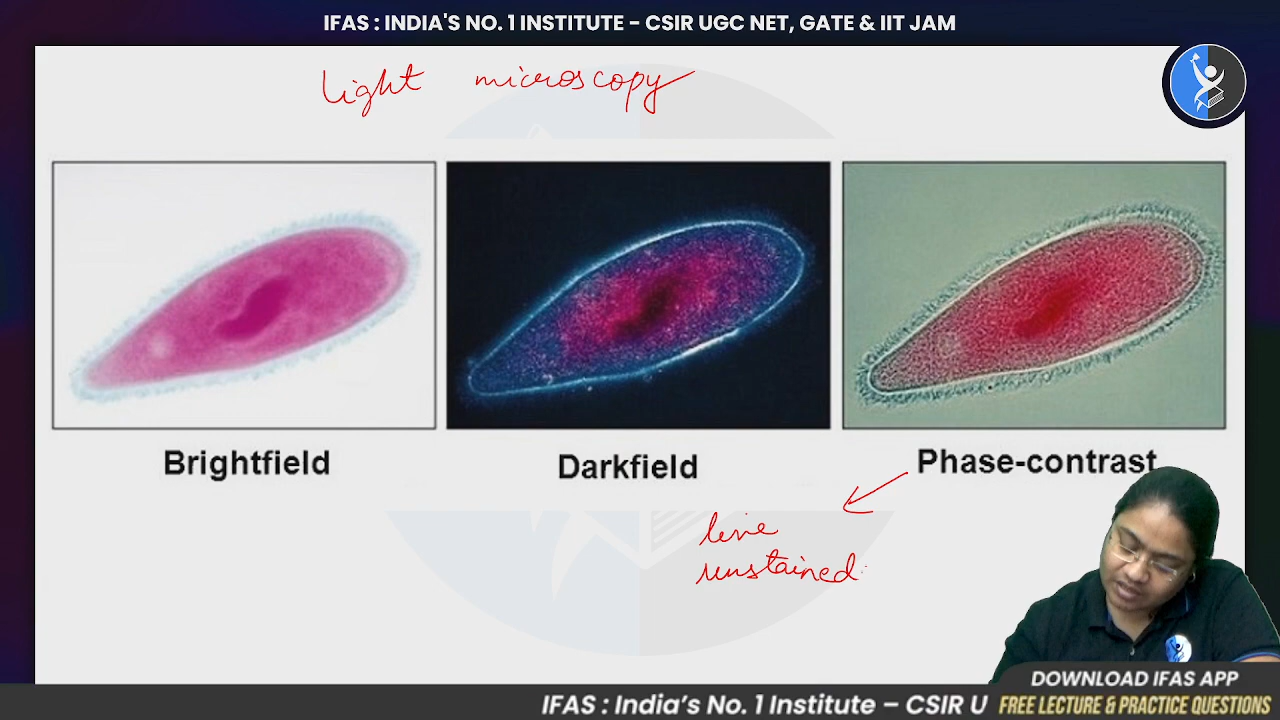 IFAS : INDIA'S NO. 1 INSTITUTE - CSIR UGC NET, GATE & IIT JAM
light microscopy
Brightfield
Darkfield
Phase-contrast
live
unstained
DOWNLOAD IFAS APP
IFAS : India's No. 1 Institute – CSIR U
FREE LECTURE & PRACTICE QUESTIONS